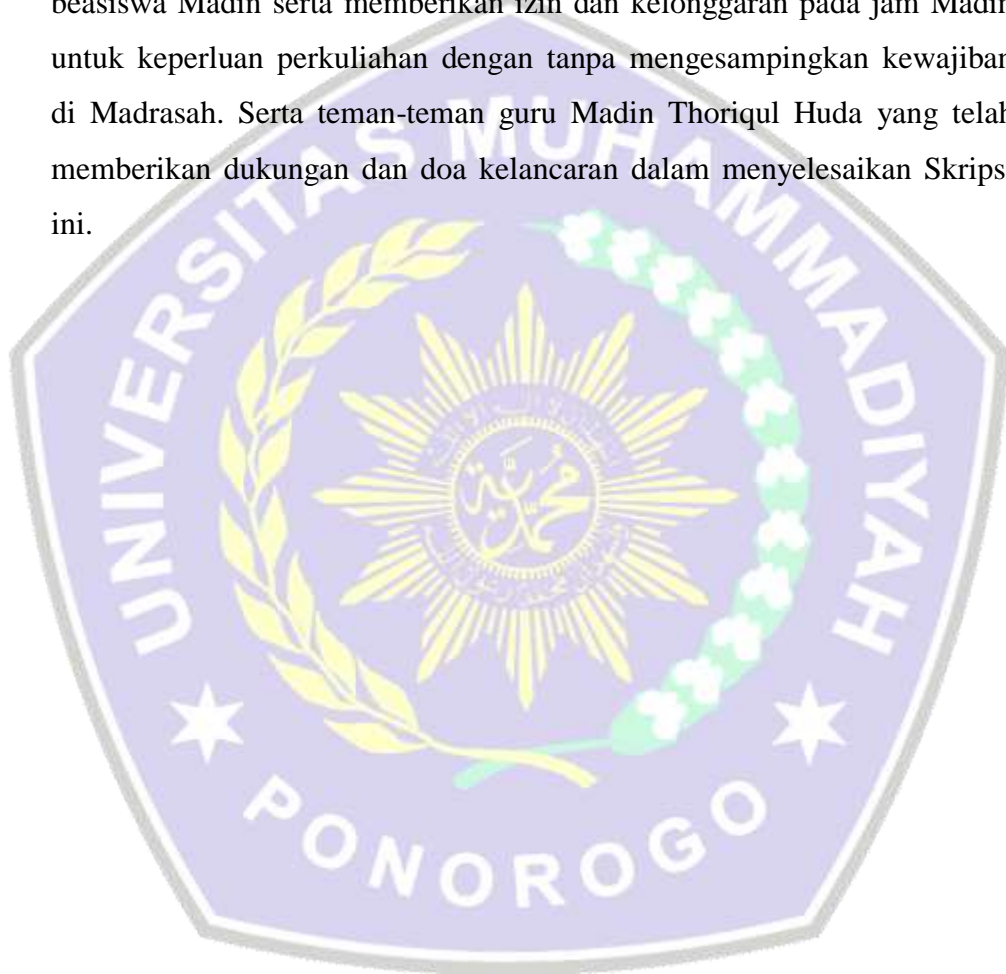 beasiswa Madin serta memberikan izin dan kelonggaran pada jam Madin
untuk keperluan perkuliahan dengan tanpa mengesampingkan kewajiban
di Madrasah. Serta teman-teman guru Madin Thoriqul Huda yang telah
memberikan dukungan dan doa kelancaran dalam menyelesaikan Skrips
ini.
UNIVERSITAS MUHAMMADIYAH
محمدية
PONOROGO